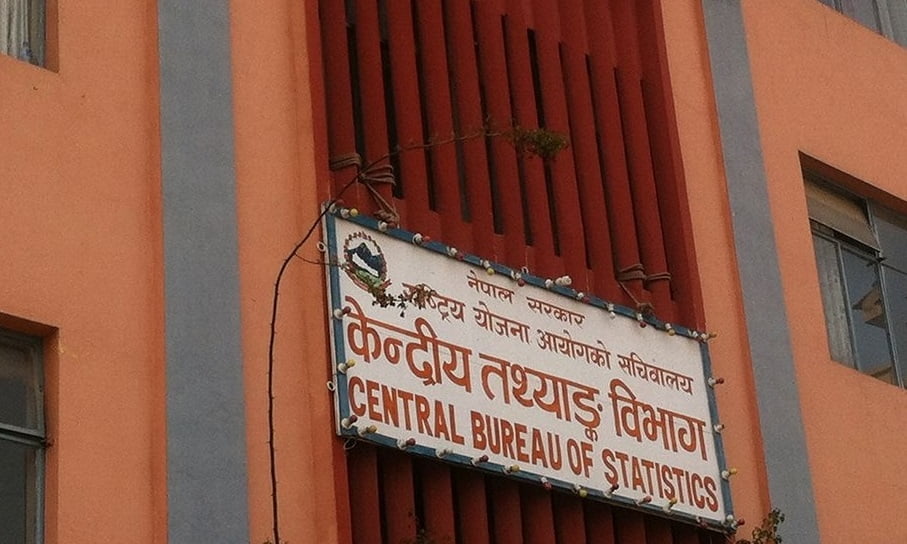 नेपाल सरकार
राष्ट्रिय योजना आयोगको सचिवालय
केन्द्रीय तथ्याङ्क विभाग
CENTRAL BUREAU OF STATISTICS